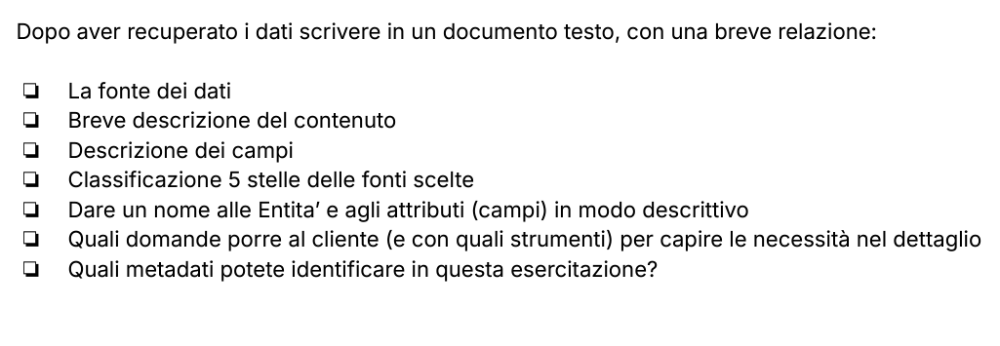 Dopo aver recuperato i dati scrivere in un documento testo, con una breve relazione:
❏ La fonte dei dati
❏ Breve descrizione del contenuto
❏ Descrizione dei campi
❏ Classificazione 5 stelle delle fonti scelte
❏ Dare un nome alle Entita’ e agli attributi (campi) in modo descrittivo
❏ Quali domande porre al cliente (e con quali strumenti) per capire le necessità nel dettaglio
❏ Quali metadati potete identificare in questa esercitazione?